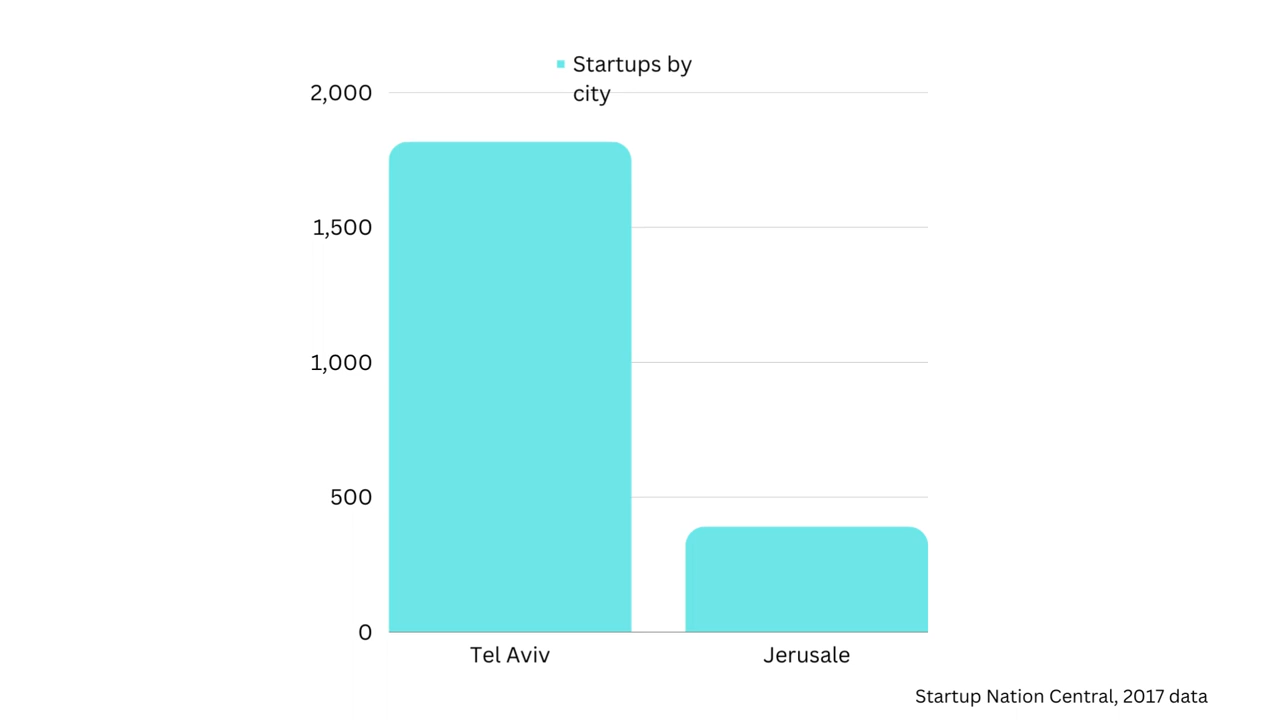 Startups by
city
2,000
1,500
1,000
500
0
Tel Aviv
Jerusale
Startup Nation Central, 2017 data